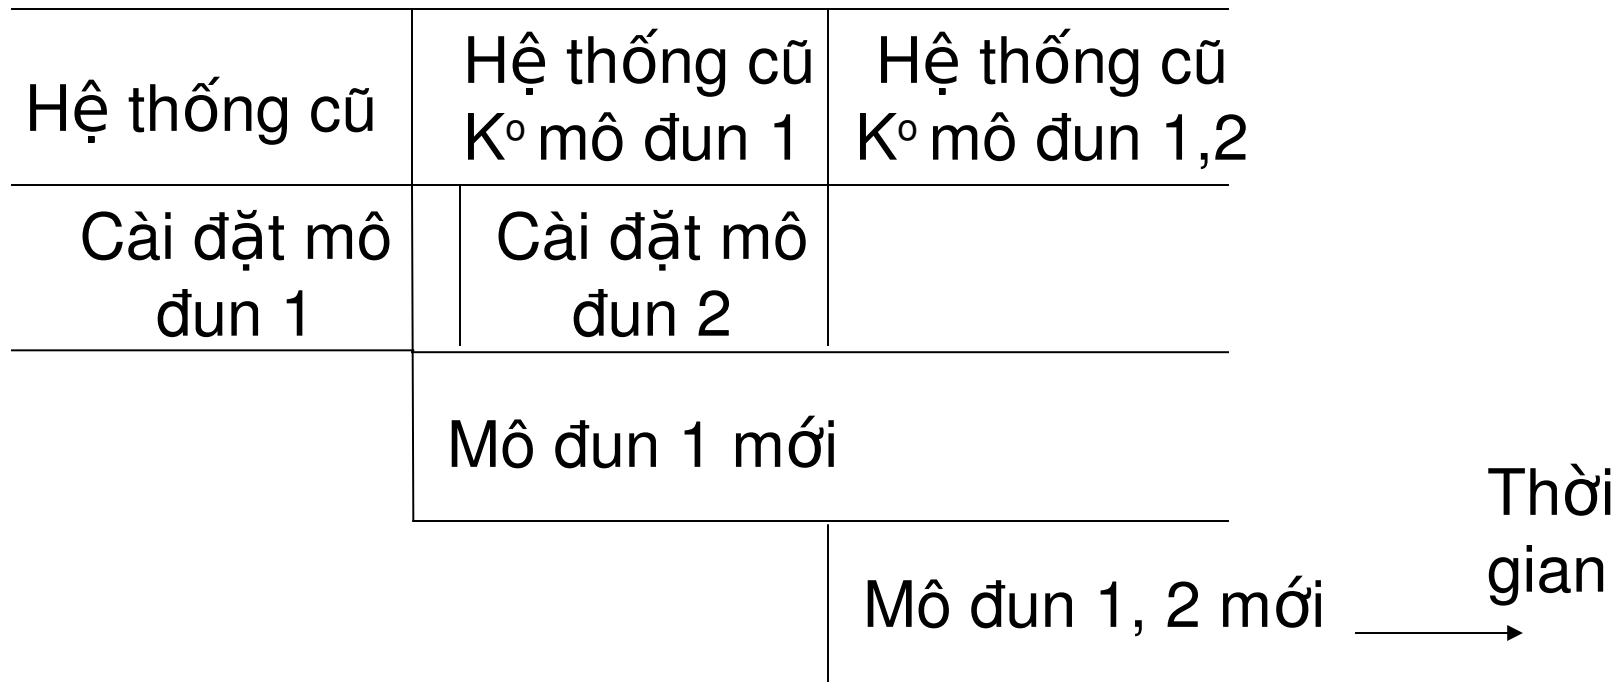 Hệ thống cũ
Hệ thống cũ
Kº mô đun 1
Hệ thống cũ
Kº mô đun 1,2
Cài đặt mô
đun 1
Cài đặt mô
đun 2
Mô đun 1 mới
Thời
gian
Mô đun 1, 2 mới